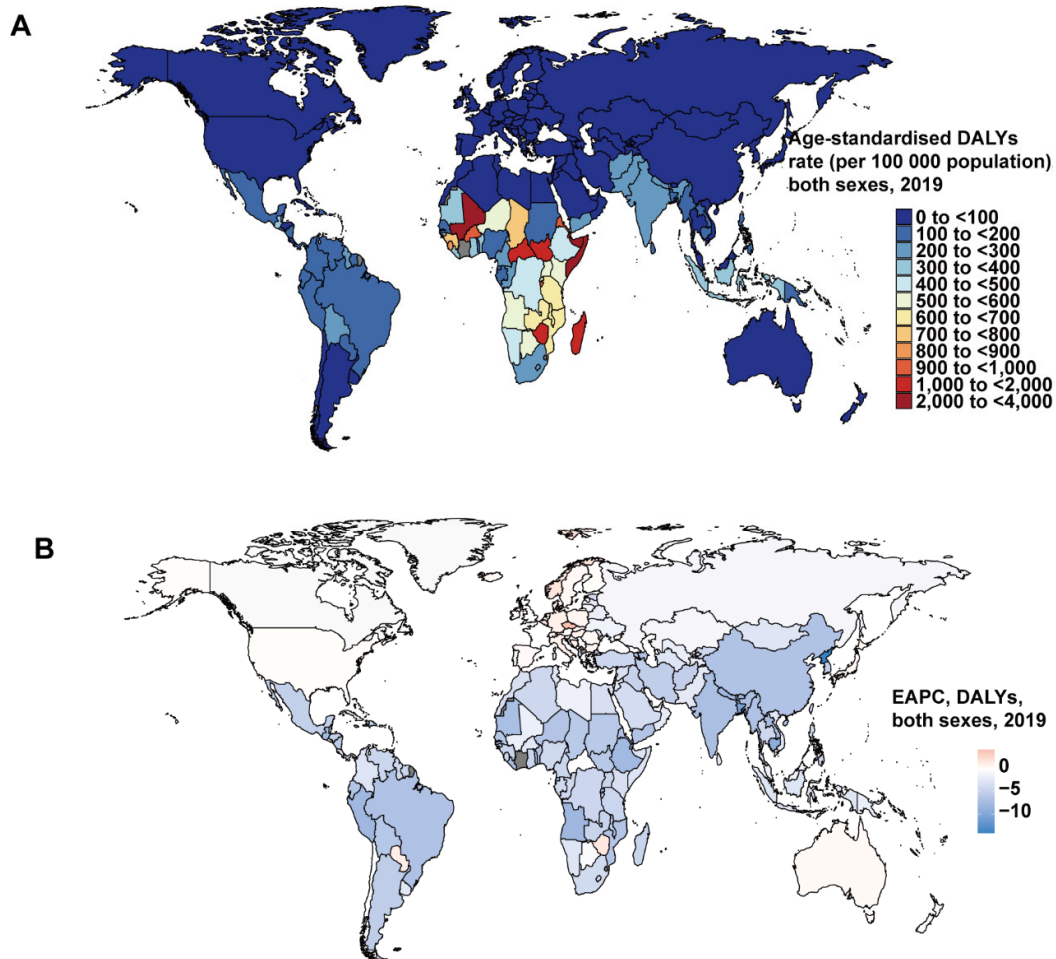 A
Age-standardised DALYs
rate (per 100 000 population),
both sexes, 2019
0 to <100
100 to <200
200 to <300
300 to <400
400 to <500
500 to <600
600 to <700
700 to <800
800 to <900
900 to <1,000
1,000 to <2,000
2,000 to <4,000
B
EAPC, DALYs,
both sexes, 2019
0
−5
−10